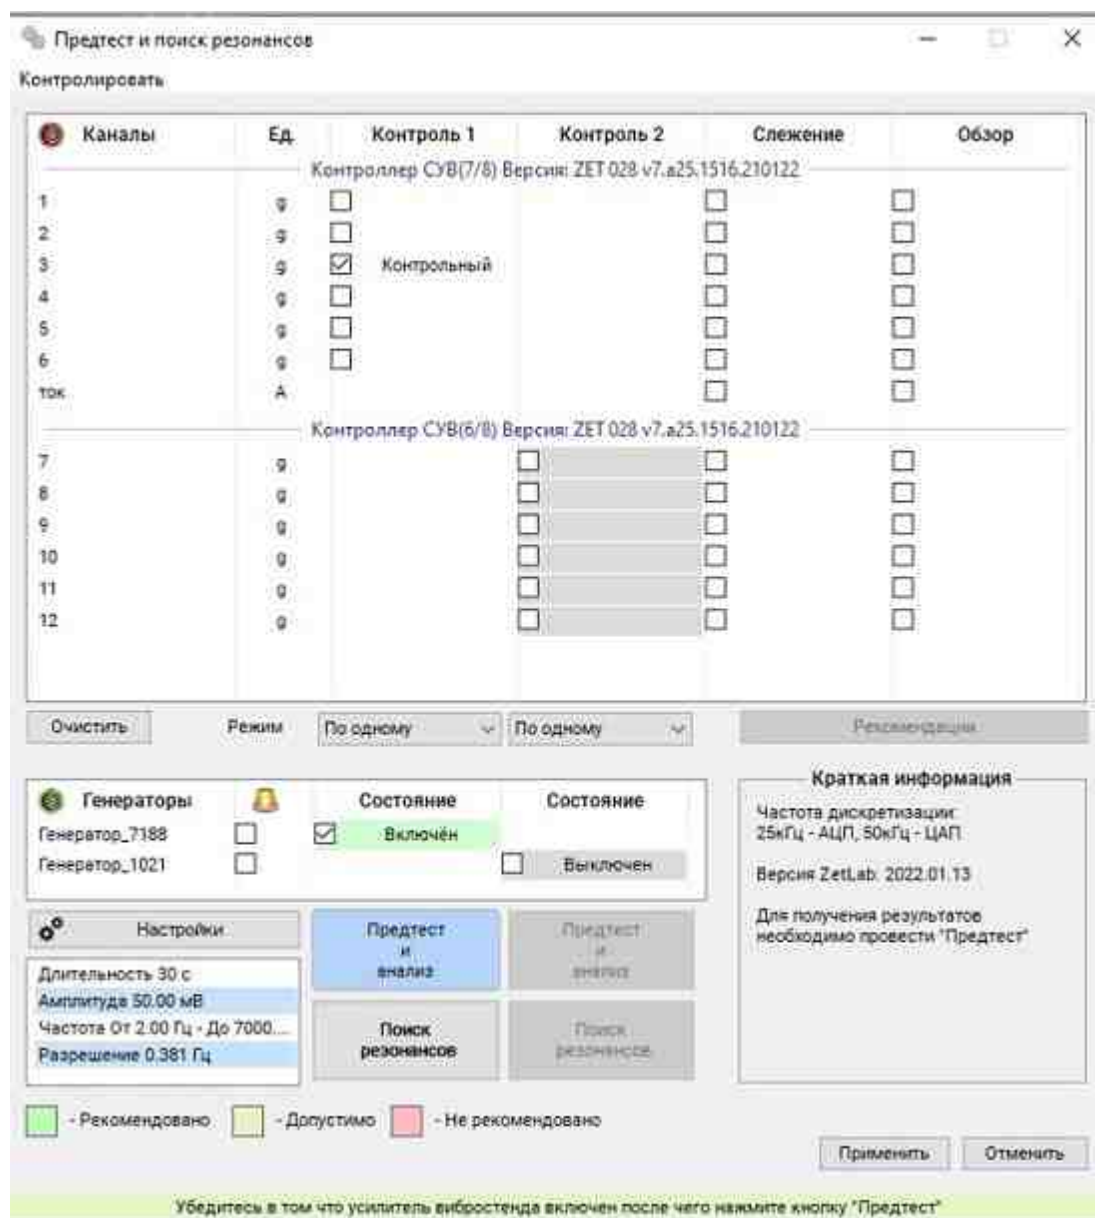 Предтест и поиск резонансов
Контролировать
Каналы Ед. Контроль 1 Контроль 2 Слежение Обзор
Контроллер СУВ(7/8) Версия: ZET 028 v7.a25.1516.210122
1 g
2 g
3 g Контрольный
4 g
5 g
6 g
ток А
Контроллер СУВ(6/8) Версия: ZET 028 v7.a25.1516.210122
7 g
8 g
9 g
10 g
11 g
12 g
Очистить Режим По одному По одному Рекомендации
Генераторы Состояние Состояние
Генератор_7188 Включён
Генератор_1021 Выключен
Краткая информация
Частота дискретизации:
25кГц - АЦП, 50кГц - ЦАП
Версия ZetLab: 2022.01.13
Для получения результатов
необходимо провести "Предтест"
Настройки
Длительность 30 с
Амплитуда 50.00 мВ
Частота От 2.00 Гц - До 7000....
Разрешение 0.381 Гц
Предтест
и
анализ
Предтест
и
анализ
Поиск
резонансов
Поиск
резонансов
- Рекомендовано - Допустимо - Не рекомендовано
Применить Отменить
Убедитесь в том что усилитель вибростенда включен после чего нажмите кнопку "Предтест"